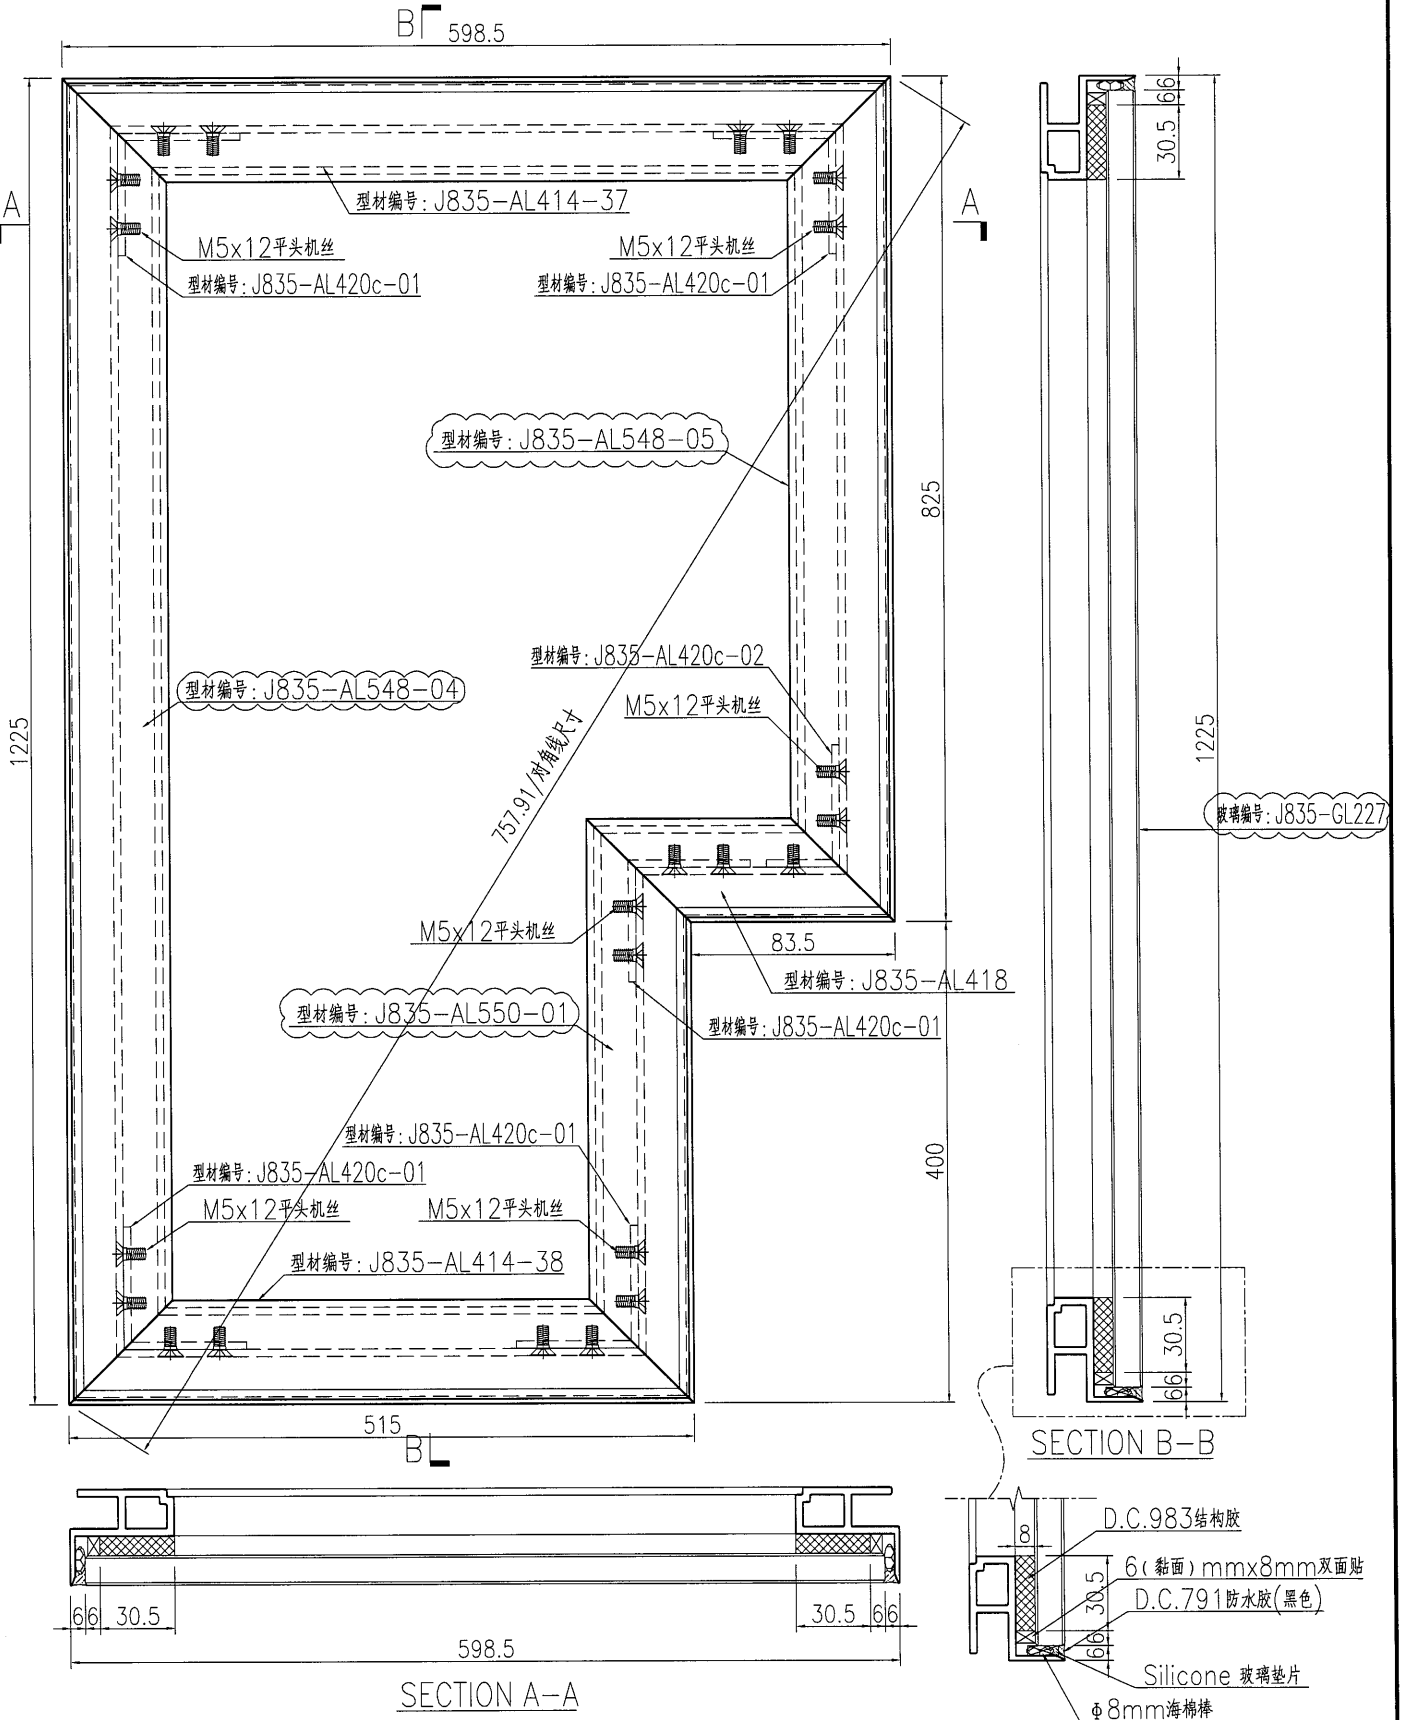 B
598.5
66
30.5
A
A
型材编号: J835-AL414-37
M5x12平头机丝
M5x12平头机丝
型材编号: J835-AL420c-01
型材编号: J835-AL420c-01
型材编号: J835-AL548-05
825
型材编号: J835-AL420c-02
型材编号: J835-AL548-04
M5x12平头机丝
1225
1225
757.91/对角线尺寸
玻璃编号: J835-GL227
M5x12平头机丝
83.5
型材编号: J835-AL418
型材编号: J835-AL550-01
型材编号: J835-AL420c-01
型材编号: J835-AL420c-01
400
型材编号: J835-AL420c-01
M5x12平头机丝
M5x12平头机丝
型材编号: J835-AL414-38
30.5
66
515
B
SECTION B-B
D.C.983结构胶
8
6(黏面)mmx8mm双面贴
30.5
D.C.791防水胶(黑色)
66
66
30.5
30.5
66
598.5
Silicone 玻璃垫片
SECTION A-A
Φ8mm海棉棒